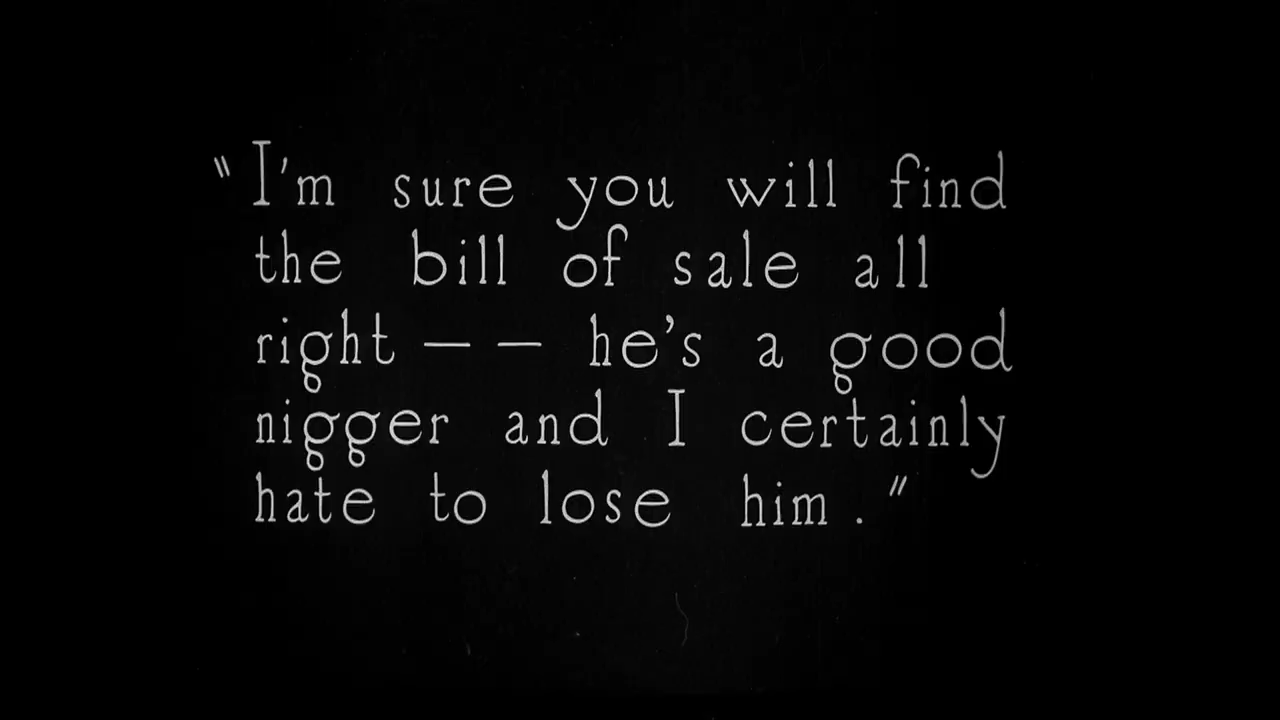 "I'm sure you will find
the bill of sale all
right — — he's a good
nigger and I certainly
hate to lose him."